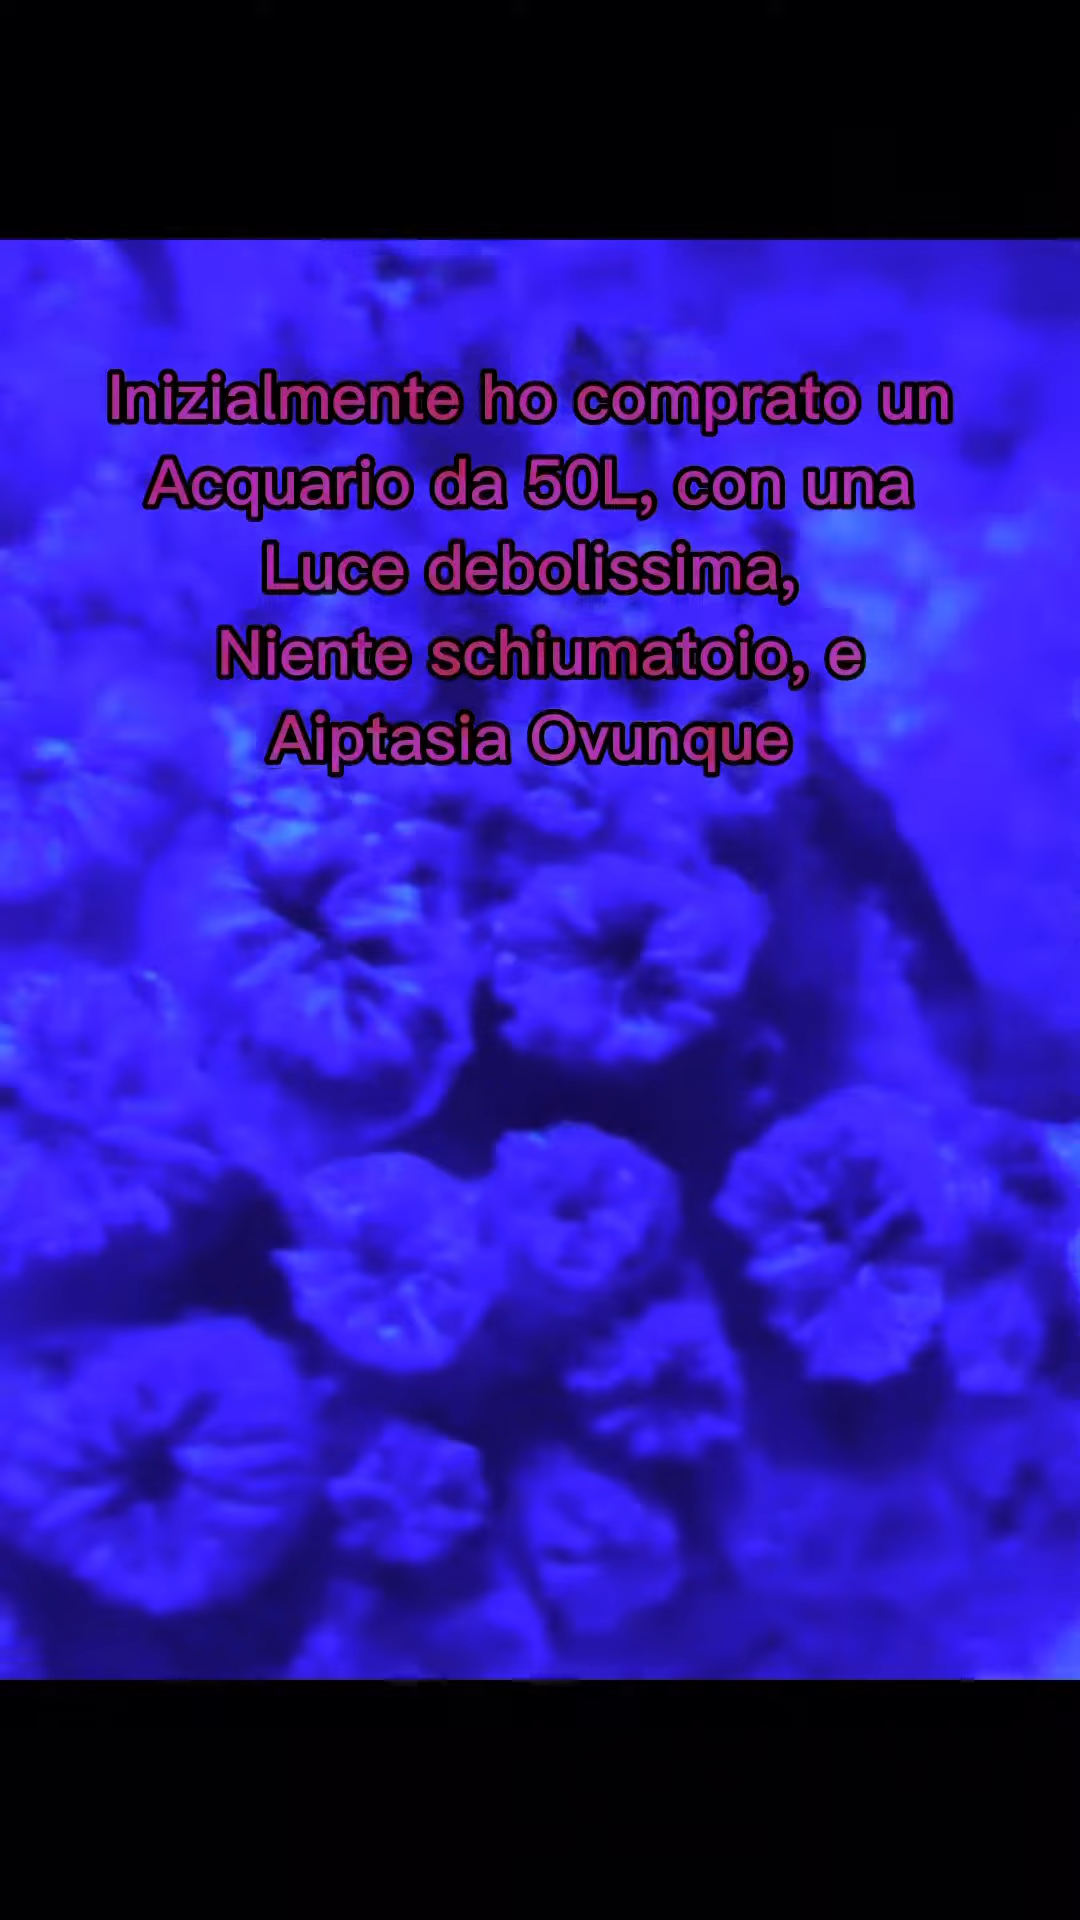 Inizialmente ho comprato un
Acquario da 50L, con una
Luce debolissima,
Niente schiumatoio, e
Aiptasia Ovunque